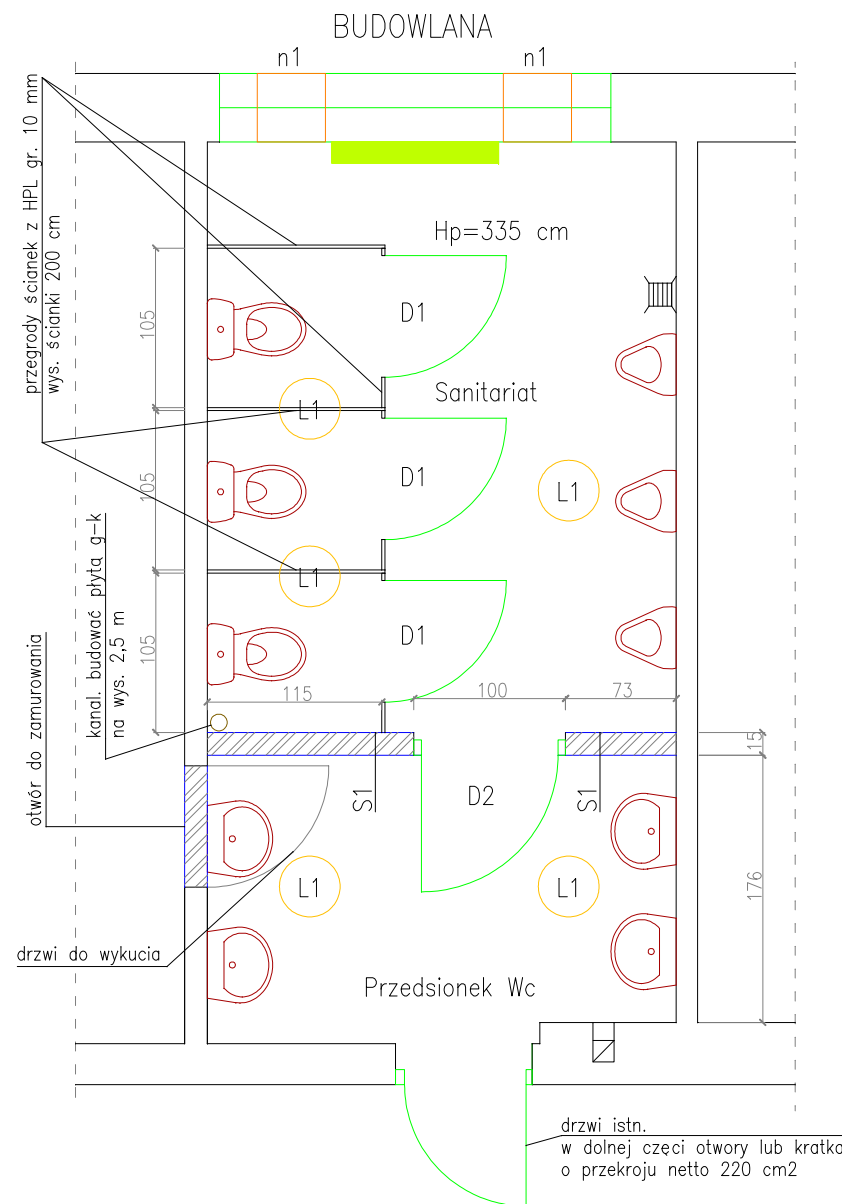 BUDOWLANA
n1
n1
przegrody ścianek z HPL gr. 10 mm
wys. ścianki 200 cm
Hp=335 cm
105
D1
Sanitariat
L1
105
D1
L1
L1
kanal. budować płytą g-k
na wys. 2,5 m
105
D1
otwór do zamurowania
115
100
73
15
S1
D2
S1
L1
L1
176
drzwi do wykucia
Przedsionek Wc
drzwi istn.
w dolnej częci otwory lub kratka
o przekroju netto 220 cm2